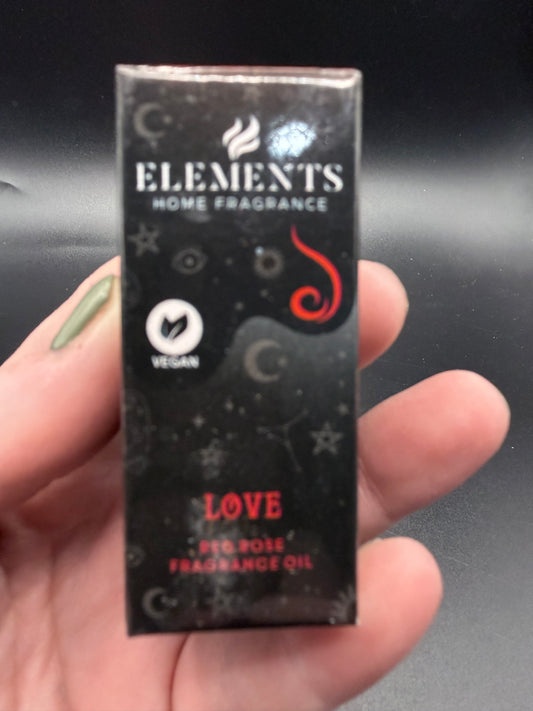 ELEMENTS
HOME FRAGRANCE
VEGAN
LOVE
RED ROSE
FRAGRANCE OIL